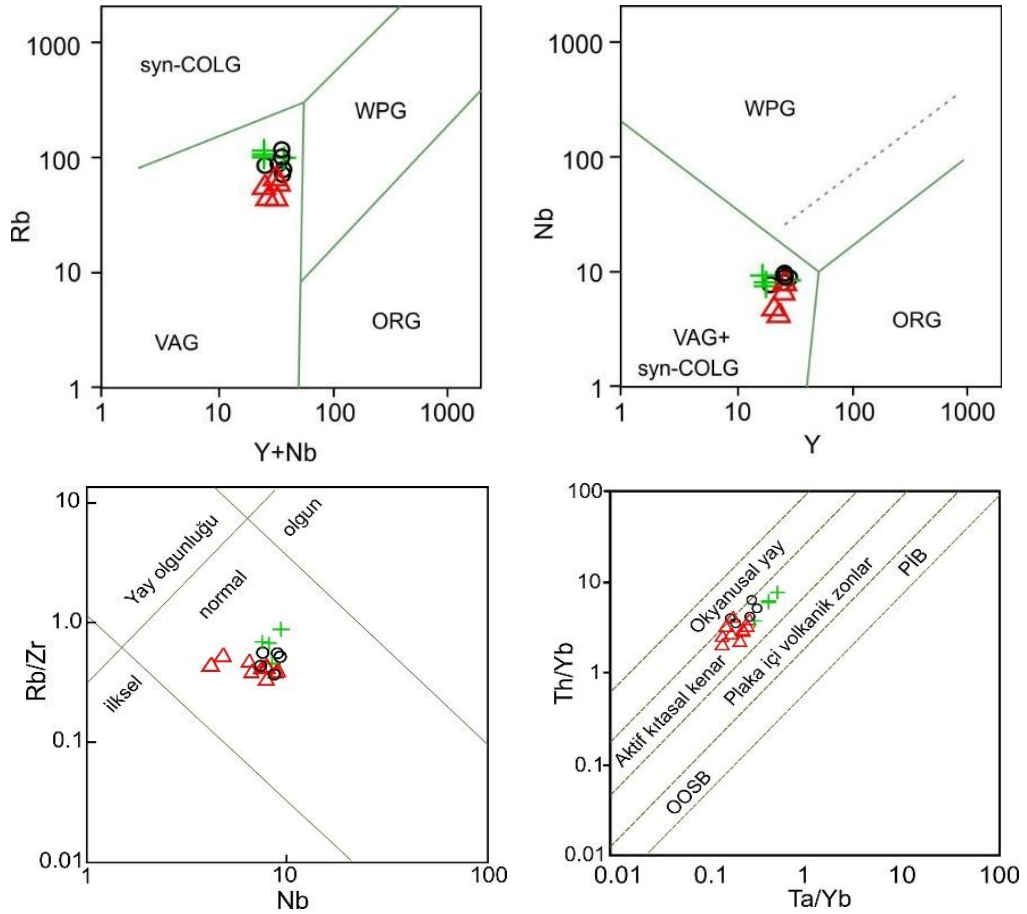 1000
100
10
1
Rb
syn-COLG
WPG
VAG
ORG
1
10
100
1000
Y+Nb
1000
100
10
1
Nb
WPG
VAG+
syn-COLG
ORG
1
10
100
1000
Y
10
1.0
0.1
0.01
Rb/Zr
Yay olgunluğu
olgun
normal
ilksel
1
10
100
Nb
100
10
1
0.1
0.01
Th/Yb
Okyanusal yay
Aktif kıtasal kenar
Plaka içi volkanik zonlar
PİB
OOSB
0.01
0.1
1
10
100
Ta/Yb